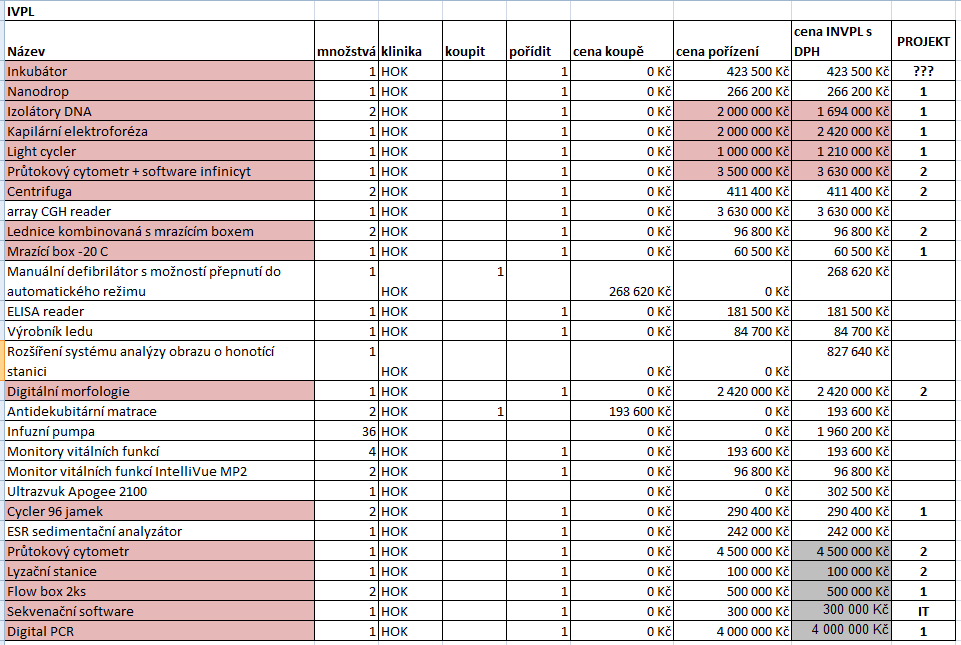 IVPL
Název množstvá klinika koupit pořídit cena koupě cena pořízení cena INVPL s DPH PROJEKT
Inkubátor 1 HOK 1 0 Kč 423 500 Kč 423 500 Kč ???
Nanodrop 1 HOK 1 0 Kč 266 200 Kč 266 200 Kč 1
Izolátory DNA 2 HOK 1 0 Kč 2 000 000 Kč 1 694 000 Kč 1
Kapilární elektroforéza 1 HOK 1 0 Kč 2 000 000 Kč 2 420 000 Kč 1
Light cycler 1 HOK 1 0 Kč 1 000 000 Kč 1 210 000 Kč 1
Průtokový cytometr + software infinicyt 1 HOK 1 0 Kč 3 500 000 Kč 3 630 000 Kč 2
Centrifuga 2 HOK 1 0 Kč 411 400 Kč 411 400 Kč 2
array CGH reader 1 HOK 1 0 Kč 3 630 000 Kč 3 630 000 Kč
Lednice kombinovaná s mrazícím boxem 2 HOK 1 0 Kč 96 800 Kč 96 800 Kč 2
Mrazící box -20 C 1 HOK 1 0 Kč 60 500 Kč 60 500 Kč 1
Manuální defibrilátor s možností přepnutí do 1 1 268 620 Kč
automatického režimu HOK 268 620 Kč 0 Kč
ELISA reader 1 HOK 1 0 Kč 181 500 Kč 181 500 Kč
Výrobník ledu 1 HOK 1 0 Kč 84 700 Kč 84 700 Kč
Rozšíření systému analýzy obrazu o honotící 1 827 640 Kč
stanici HOK 0 Kč 0 Kč
Digitální morfologie 1 HOK 1 0 Kč 2 420 000 Kč 2 420 000 Kč 2
Antidekubitární matrace 2 HOK 1 193 600 Kč 0 Kč 193 600 Kč
Infuzní pumpa 36 HOK 0 Kč 0 Kč 1 960 200 Kč
Monitory vitálních funkcí 4 HOK 1 0 Kč 193 600 Kč 193 600 Kč
Monitor vitálních funkcí IntelliVue MP2 2 HOK 1 0 Kč 96 800 Kč 96 800 Kč
Ultrazvuk Apogee 2100 1 HOK 0 Kč 0 Kč 302 500 Kč
Cycler 96 jamek 2 HOK 1 0 Kč 290 400 Kč 290 400 Kč 1
ESR sedimentační analyzátor 1 HOK 1 0 Kč 242 000 Kč 242 000 Kč
Průtokový cytometr 1 HOK 1 0 Kč 4 500 000 Kč 4 500 000 Kč 2
Lyzační stanice 1 HOK 1 0 Kč 100 000 Kč 100 000 Kč 2
Flow box 2ks 2 HOK 1 0 Kč 500 000 Kč 500 000 Kč 1
Sekvenační software 1 HOK 1 0 Kč 300 000 Kč 300 000 Kč IT
Digital PCR 1 HOK 1 0 Kč 4 000 000 Kč 4 000 000 Kč 1